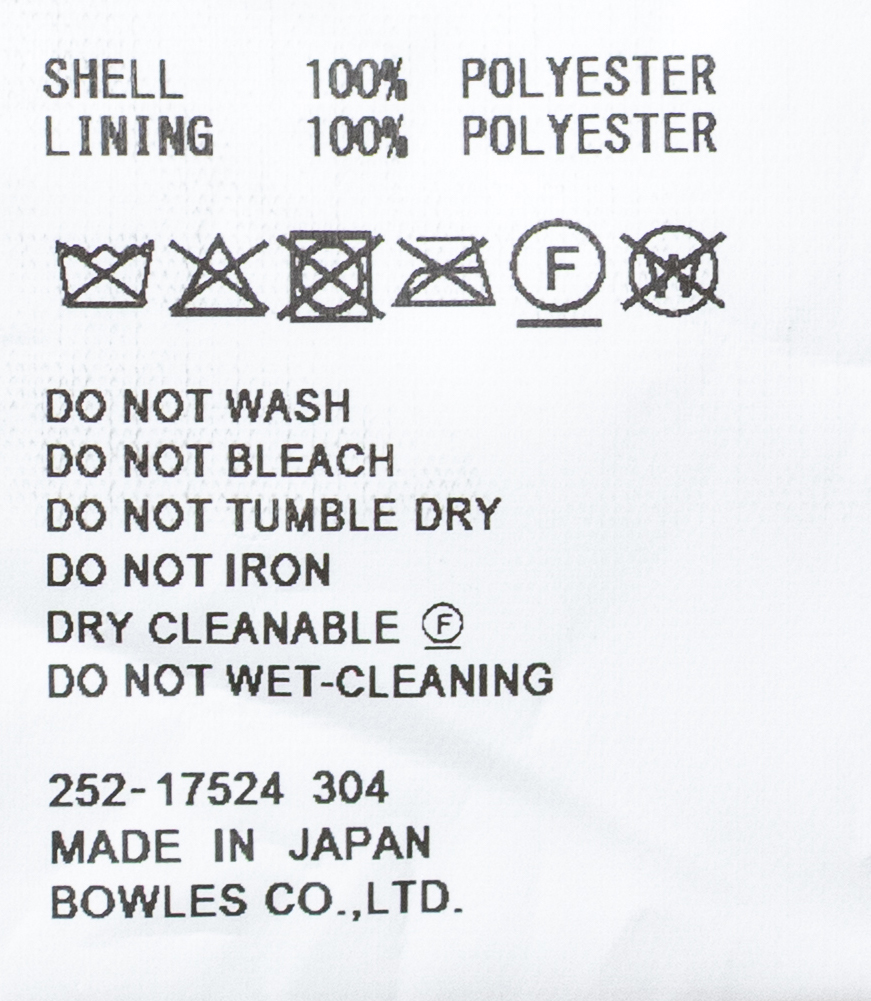 SHELL 100% POLYESTER
LINING 100% POLYESTER
F W
DO NOT WASH
DO NOT BLEACH
DO NOT TUMBLE DRY
DO NOT IRON
DRY CLEANABLE Ⓕ
DO NOT WET-CLEANING
252-17524 304
MADE IN JAPAN
BOWLES CO.,LTD.